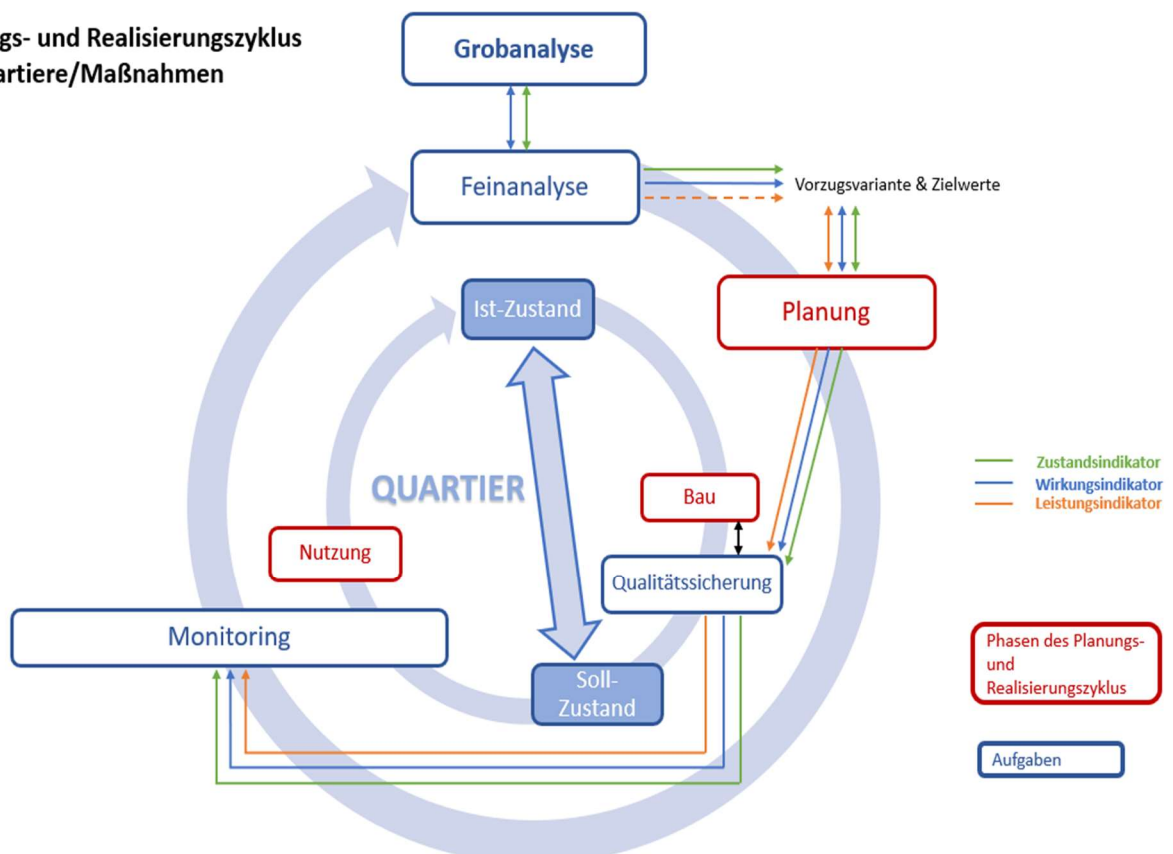 gs- und Realisierungszyklus
artiere/Maßnahmen
Grobanalyse
Feinanalyse
Vorzugsvariante & Zielwerte
Ist-Zustand
Planung
QUARTIER
Bau
Zustandsindikator
Wirkungsindikator
Leistungsindikator
Nutzung
Qualitätssicherung
Monitoring
Soll-
Zustand
Phasen des Planungs-
und
Realisierungszyklus
Aufgaben